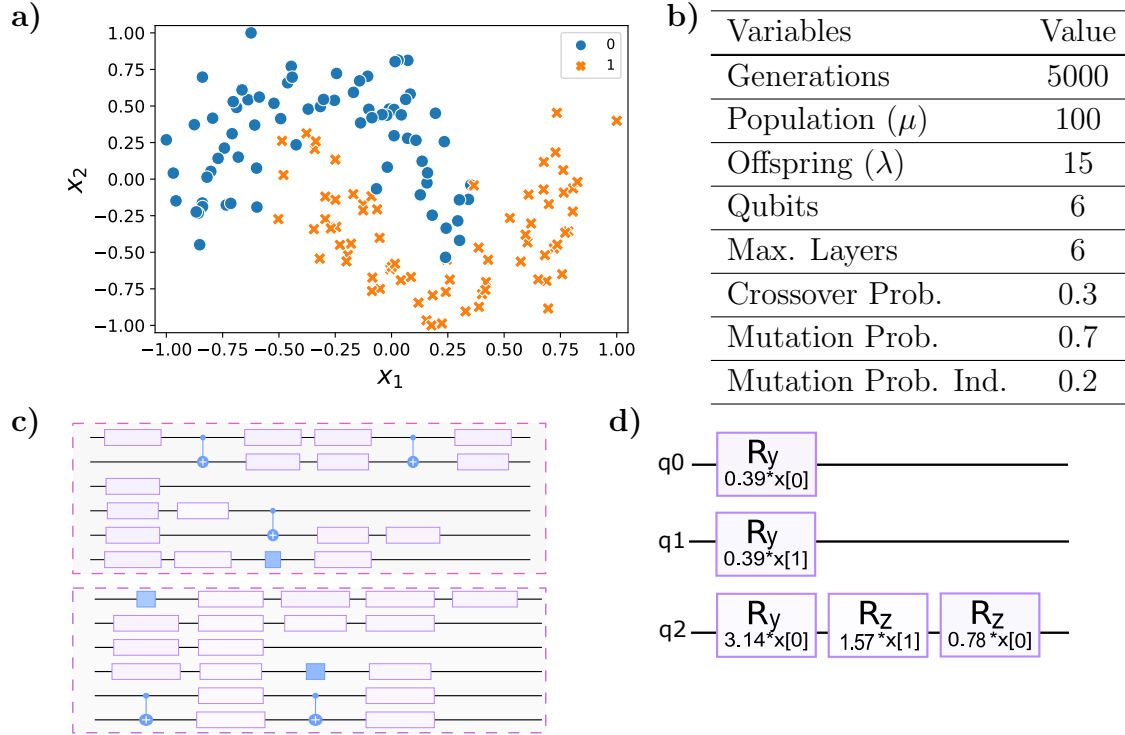 a)
1.00
0.75
0.50
0.25
0.00
−0.25
−0.50
−0.75
−1.00
x2
−1.00 −0.75 −0.50 −0.25 0.00 0.25 0.50 0.75 1.00
x1
0
1
b)
Variables Value
Generations 5000
Population (μ) 100
Offspring (λ) 15
Qubits 6
Max. Layers 6
Crossover Prob. 0.3
Mutation Prob. 0.7
Mutation Prob. Ind. 0.2
c)
d)
q0 Ry
0.39*x[0]
q1 Ry
0.39*x[1]
q2 Ry Rz Rz
3.14*x[0] 1.57*x[1] 0.78*x[0]